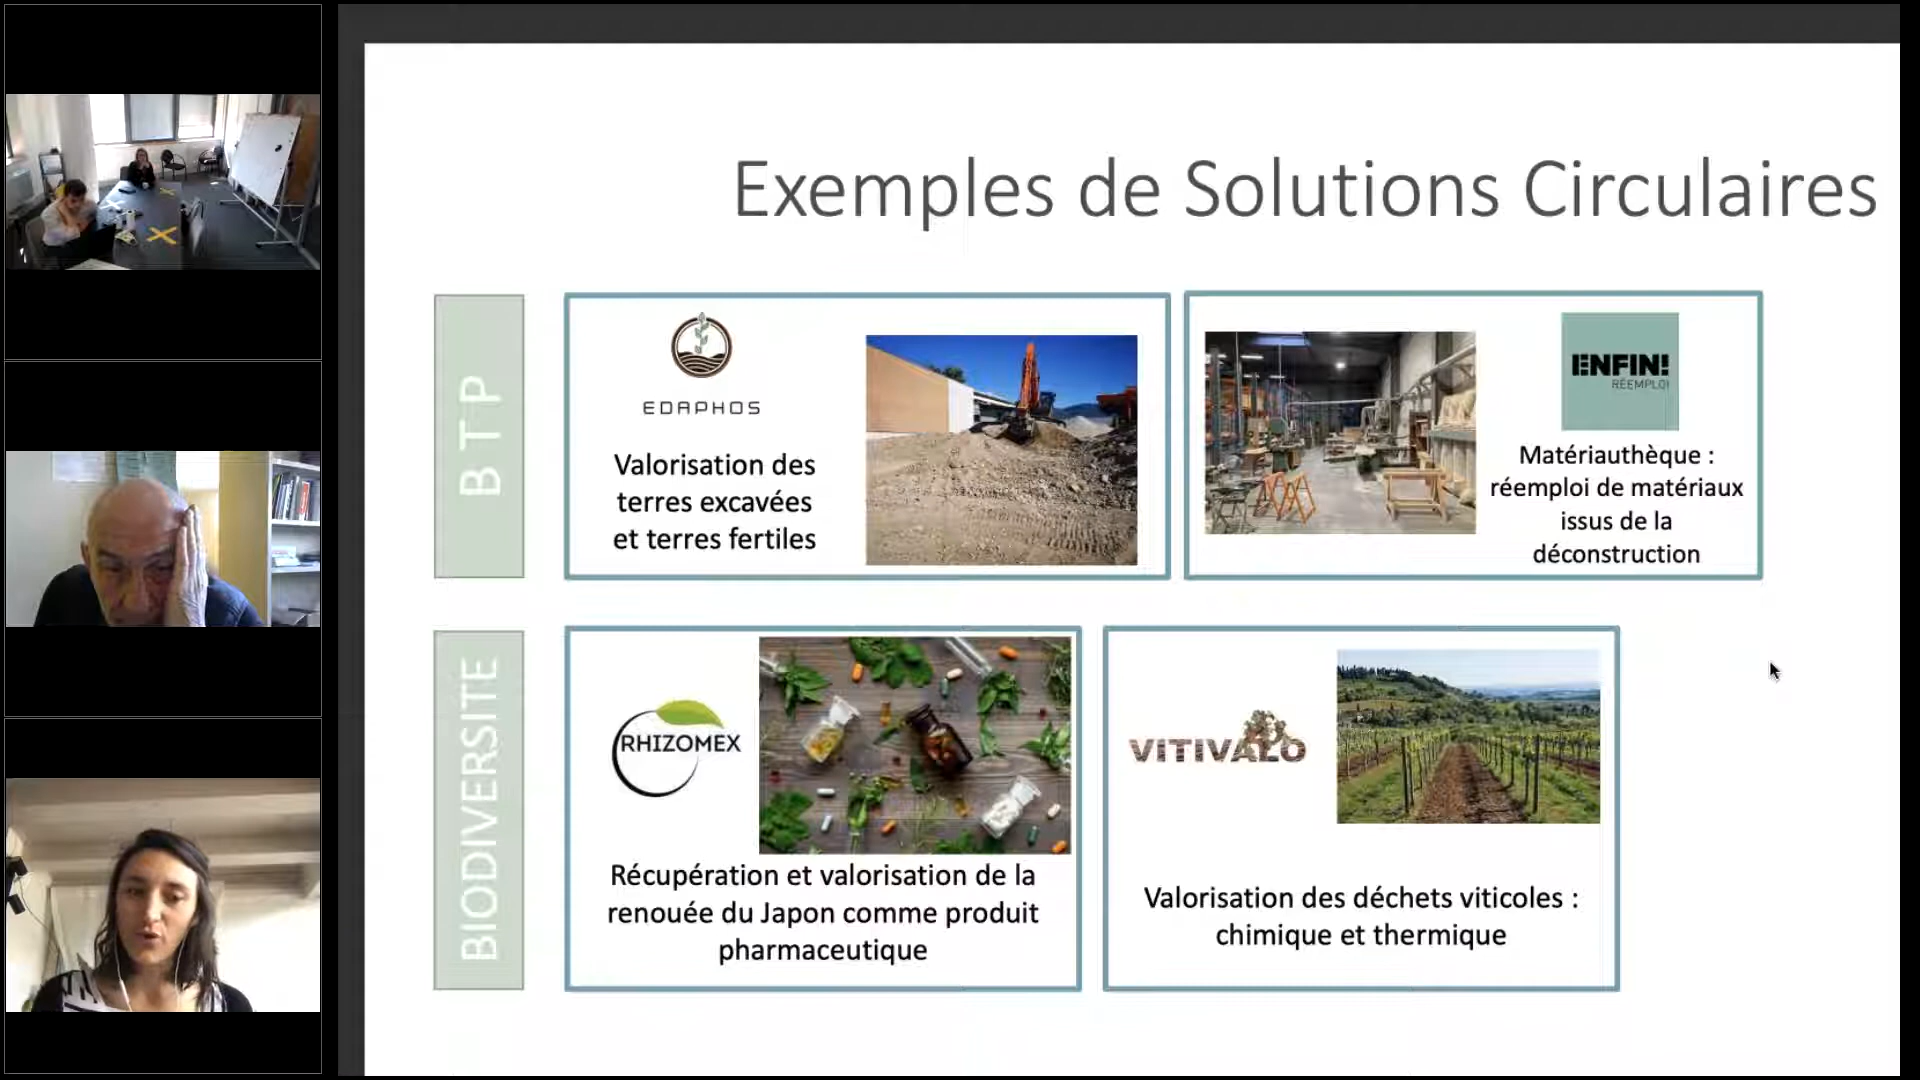 Exemples de Solutions Circulaires
BTP
EDAPHOS
Valorisation des
terres excavées
et terres fertiles
ENFIN!
RÉEMPLOI
Matériauthèque :
réemploi de matériaux
issus de la
déconstruction
BIODIVERSITE
RHIZOMEX
Récupération et valorisation de la
renouée du Japon comme produit
pharmaceutique
VITIVALO
Valorisation des déchets viticoles :
chimique et thermique